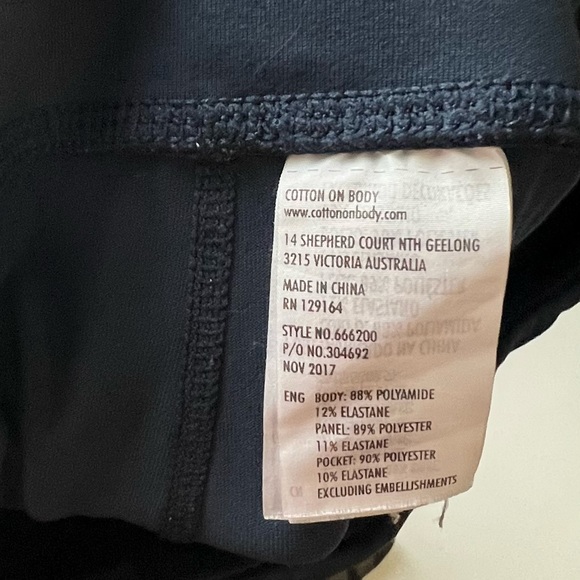 COTTON ON BODY
www.cottononbody.com
14 SHEPHERD COURT NTH GEELONG
3215 VICTORIA AUSTRALIA
MADE IN CHINA
RN 129164
STYLE NO.666200
P/O NO.304692
NOV 2017
ENG BODY: 88% POLYAMIDE
12% ELASTANE
PANEL: 89% POLYESTER
11% ELASTANE
POCKET: 90% POLYESTER
10% ELASTANE
EXCLUDING EMBELLISHMENTS